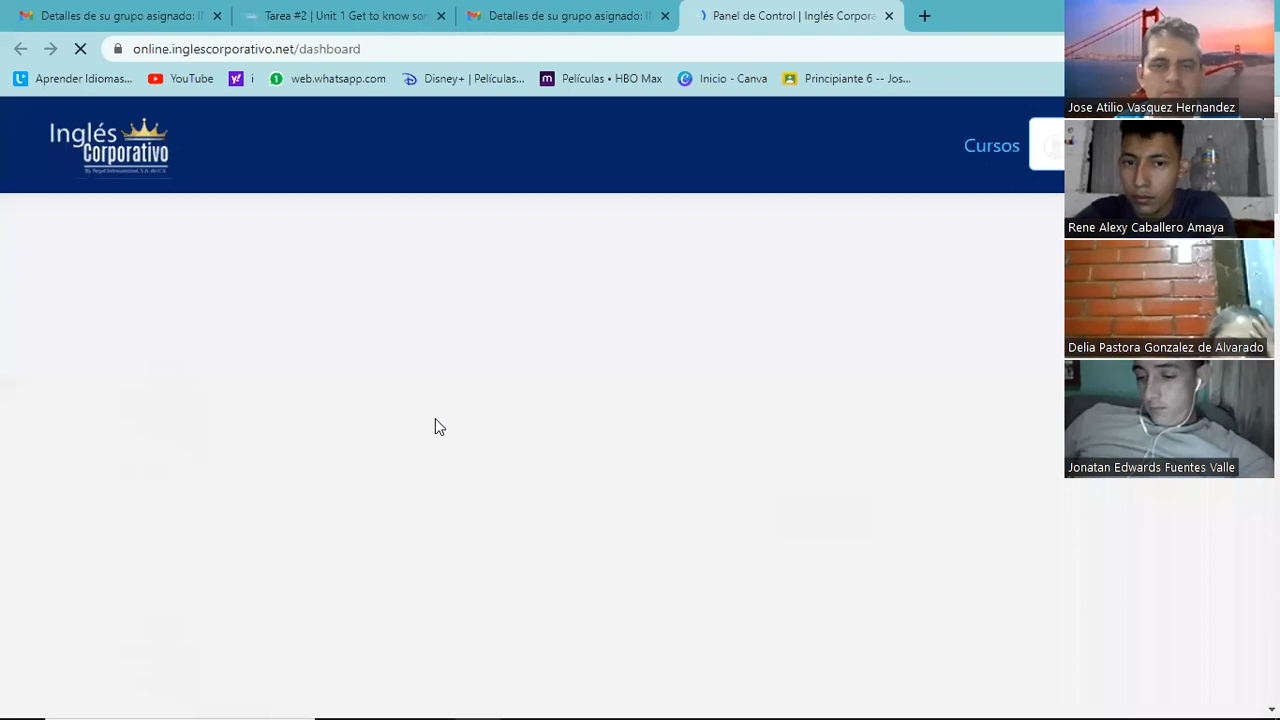 Detalles de su grupo asignado: II
Tarea #2 | Unit 1 Get to know son
Detalles de su grupo asignado: II
Panel de Control | Inglés Corpora
online.inglescorporativo.net/dashboard
Aprender Idiomas...
YouTube
i
web.whatsapp.com
Disney+ | Películas...
Películas • HBO Max
Inicio - Canva
Principiante 6 -- Jos...
Inglés
Corporativo
Cursos
Jose Atilio Vasquez Hernandez
Rene Alexy Caballero Amaya
Delia Pastora Gonzalez de Alvarado
Jonatan Edwards Fuentes Valle